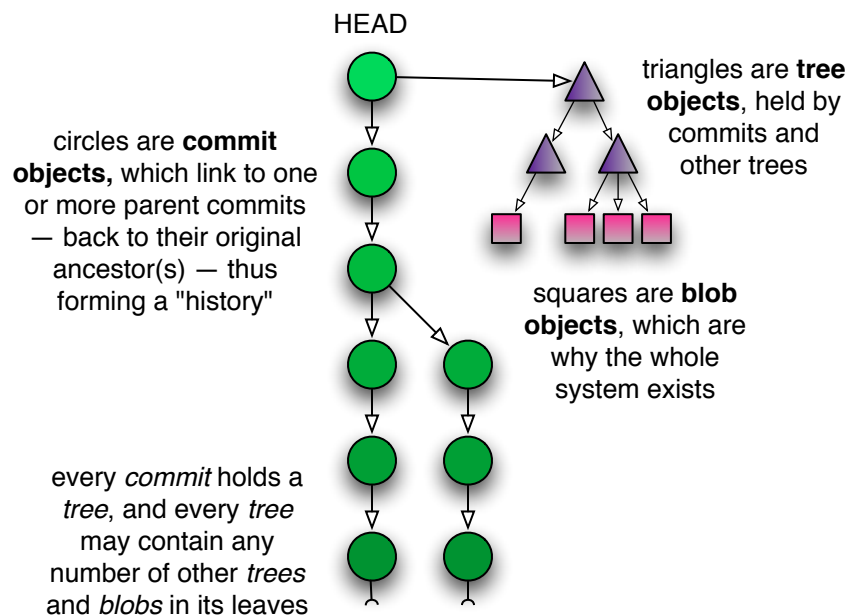 HEAD
triangles are tree
objects, held by
commits and
other trees
circles are commit
objects, which link to one
or more parent commits
— back to their original
ancestor(s) — thus
forming a "history"
squares are blob
objects, which are
why the whole
system exists
every commit holds a
tree, and every tree
may contain any
number of other trees
and blobs in its leaves